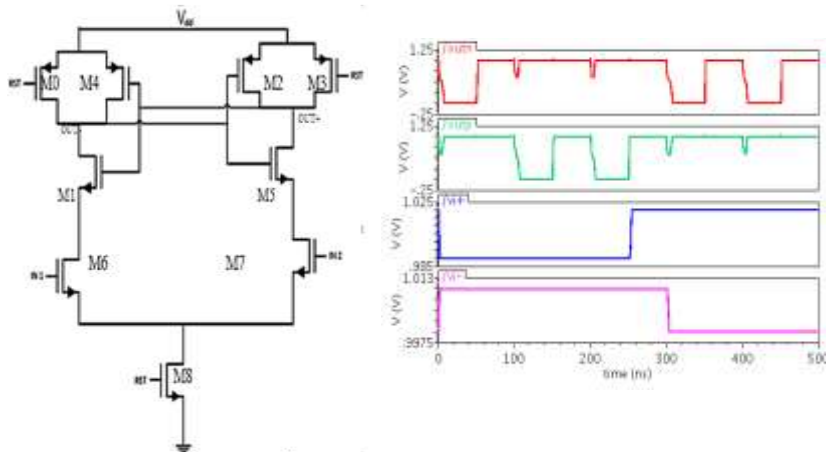 Vdd
RST M0 M4 M2 M3 RST
OUT- OUT+
M1 M5
M6 M7
IN1 IN2
RST M8
1.25
V (V)
-.25
1.25
V (V)
-.25
1.025
V (V)
.985
1.013
V (V)
.9975
0 100 200 300 400 500
time (ns)